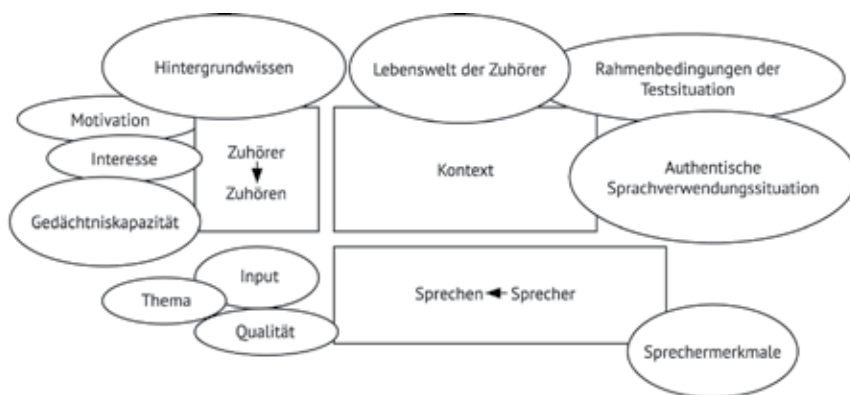 Hintergrundwissen
Lebenswelt der Zuhörer
Rahmenbedingungen der
Testsituation
Motivation
Interesse
Gedächtniskapazität
Zuhörer
Zuhören
Kontext
Authentische
Sprachverwendungssituation
Input
Thema
Qualität
Sprechen
Sprecher
Sprechermerkmale